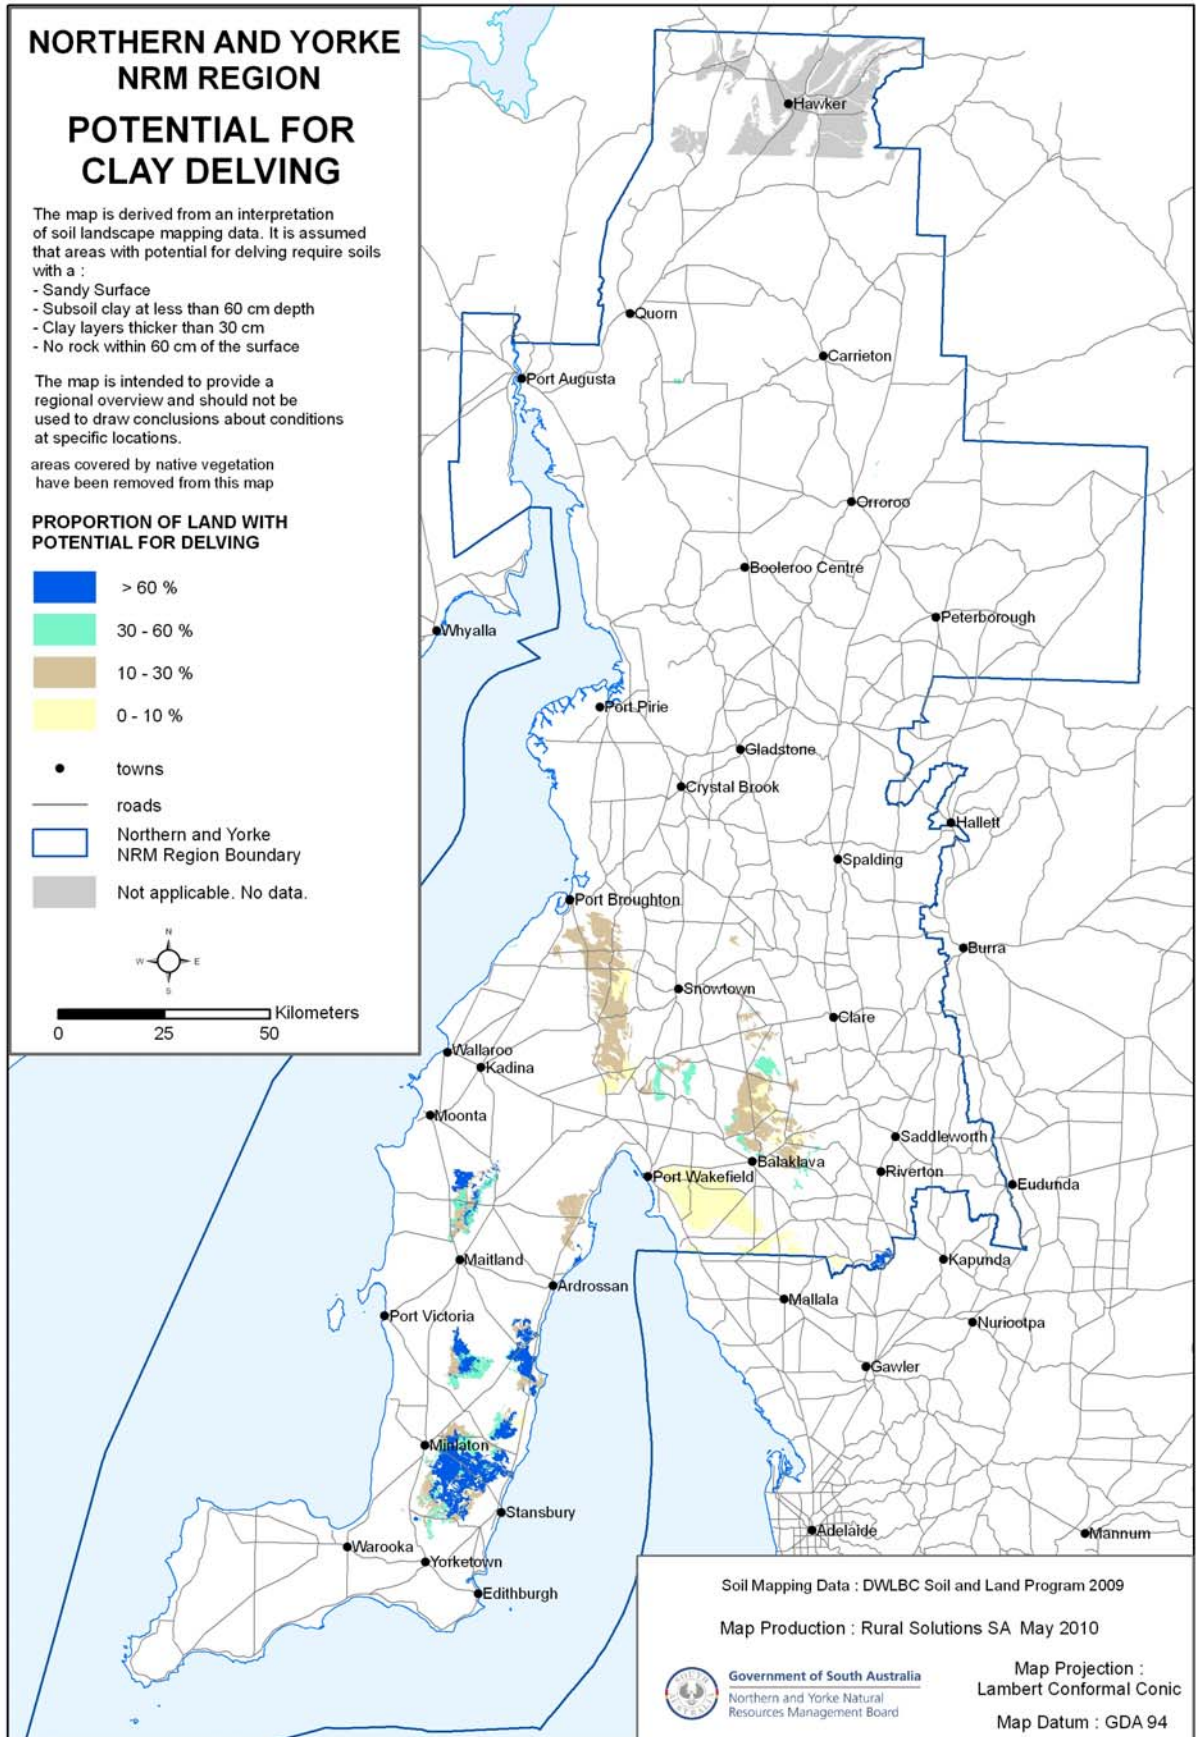 NORTHERN AND YORKE
NRM REGION
POTENTIAL FOR
CLAY DELVING
The map is derived from an interpretation
of soil landscape mapping data. It is assumed
that areas with potential for delving require soils
with a :
- Sandy Surface
- Subsoil clay at less than 60 cm depth
- Clay layers thicker than 30 cm
- No rock within 60 cm of the surface
The map is intended to provide a
regional overview and should not be
used to draw conclusions about conditions
at specific locations.
areas covered by native vegetation
have been removed from this map
PROPORTION OF LAND WITH
POTENTIAL FOR DELVING
> 60 %
30 - 60 %
10 - 30 %
0 - 10 %
towns
roads
Northern and Yorke
NRM Region Boundary
Not applicable. No data.
N
W E
S
Kilometers
0 25 50
Hawker
Quorn
Carrieton
Port Augusta
Orroroo
Booleroo Centre
Peterborough
Whyalla
Port Pirie
Gladstone
Crystal Brook
Hallett
Spalding
Port Broughton
Burra
Snowtown
Clare
Wallaroo
Kadina
Moonta
Saddleworth
Balaklava
Riverton
Port Wakefield
Eudunda
Maitland
Kapunda
Ardrossan
Mallala
Port Victoria
Nuriootpa
Gawler
Minlaton
Stansbury
Adelaide
Mannum
Warooka
Yorketown
Edithburgh
Soil Mapping Data : DWLBC Soil and Land Program 2009
Map Production : Rural Solutions SA May 2010
SOUTH
AUSTRALIA
Government of South Australia
Northern and Yorke Natural
Resources Management Board
Map Projection :
Lambert Conformal Conic
Map Datum : GDA 94